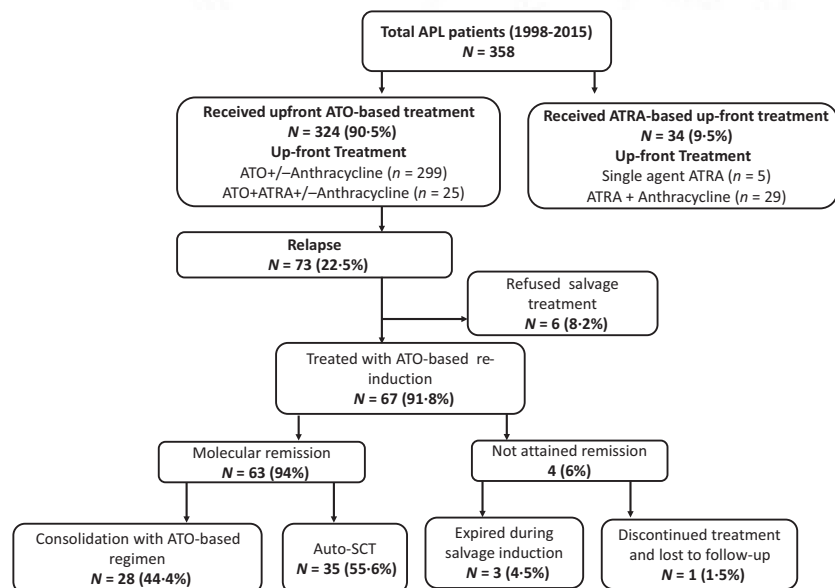 Total APL patients (1998-2015)
N = 358
Received upfront ATO-based treatment
N = 324 (90·5%)
Up-front Treatment
ATO+/–Anthracycline (n = 299)
ATO+ATRA+/–Anthracycline (n = 25)
Received ATRA-based up-front treatment
N = 34 (9·5%)
Up-front Treatment
Single agent ATRA (n = 5)
ATRA + Anthracycline (n = 29)
Relapse
N = 73 (22·5%)
Refused salvage
treatment
N = 6 (8·2%)
Treated with ATO-based re-
induction
N = 67 (91·8%)
Molecular remission
N = 63 (94%)
Not attained remission
4 (6%)
Consolidation with ATO-based
regimen
N = 28 (44·4%)
Auto-SCT
N = 35 (55·6%)
Expired during
salvage induction
N = 3 (4·5%)
Discontinued treatment
and lost to follow-up
N = 1 (1·5%)